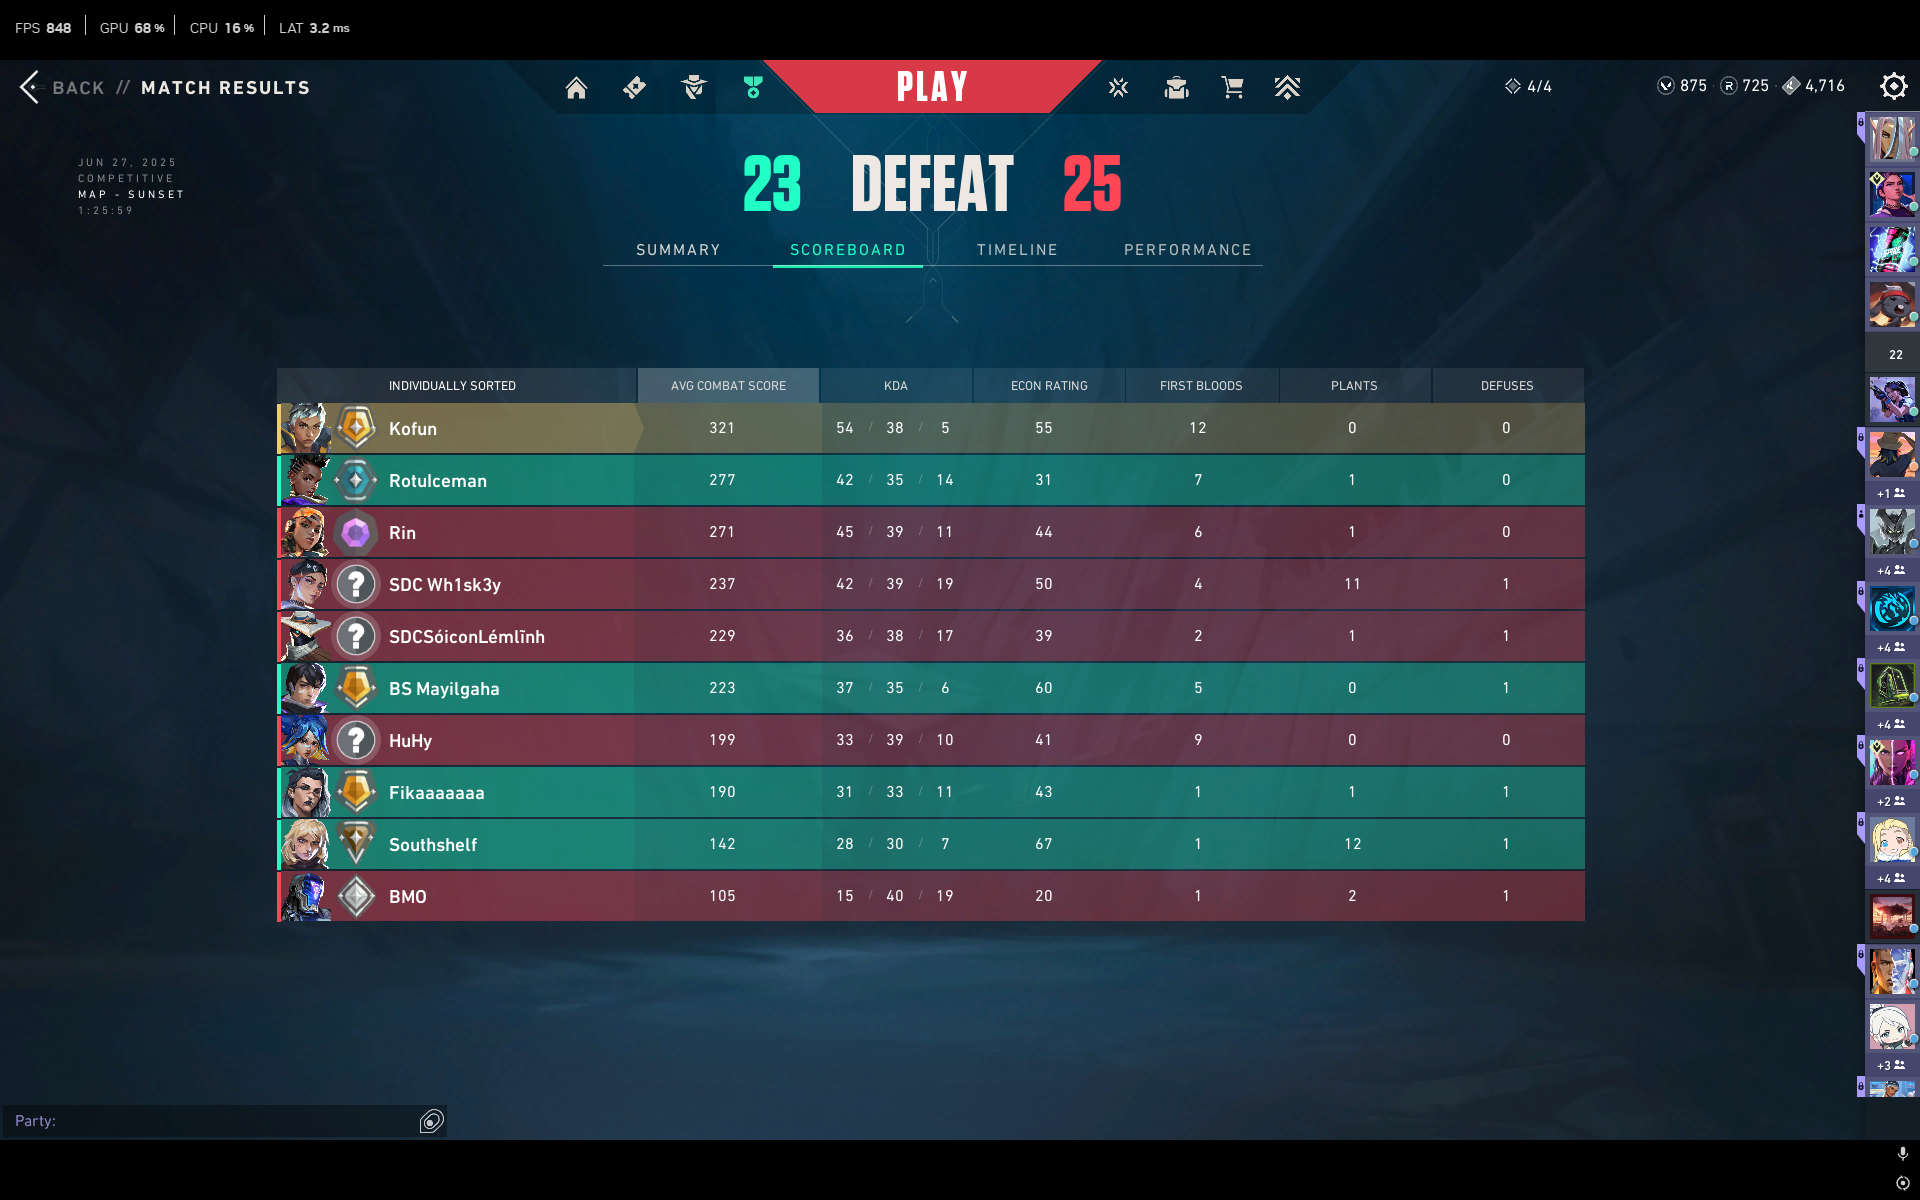 FPS 848 GPU 68 % CPU 16 % LAT 3.2 ms
BACK // MATCH RESULTS
PLAY
4/4
875 725 4,716
JUN 27, 2025
COMPETITIVE
MAP - SUNSET
1:25:59
23 DEFEAT 25
SUMMARY SCOREBOARD TIMELINE PERFORMANCE
INDIVIDUALLY SORTED AVG COMBAT SCORE KDA ECON RATING FIRST BLOODS PLANTS DEFUSES
Kofun 321 54 / 38 / 5 55 12 0 0
RotuIceman 277 42 / 35 / 14 31 7 1 0
Rin 271 45 / 39 / 11 44 6 1 0
? SDC Wh1sk3y 237 42 / 39 / 19 50 4 11 1
? SDCSóiconLémlīnh 229 36 / 38 / 17 39 2 1 1
BS Mayilgaha 223 37 / 35 / 6 60 5 0 1
? HuHy 199 33 / 39 / 10 41 9 0 0
Fikaaaaaaa 190 31 / 33 / 11 43 1 1 1
Southshelf 142 28 / 30 / 7 67 1 12 1
BMO 105 15 / 40 / 19 20 1 2 1
22
+1
+4
+4
+4
+2
+4
+3
Party: